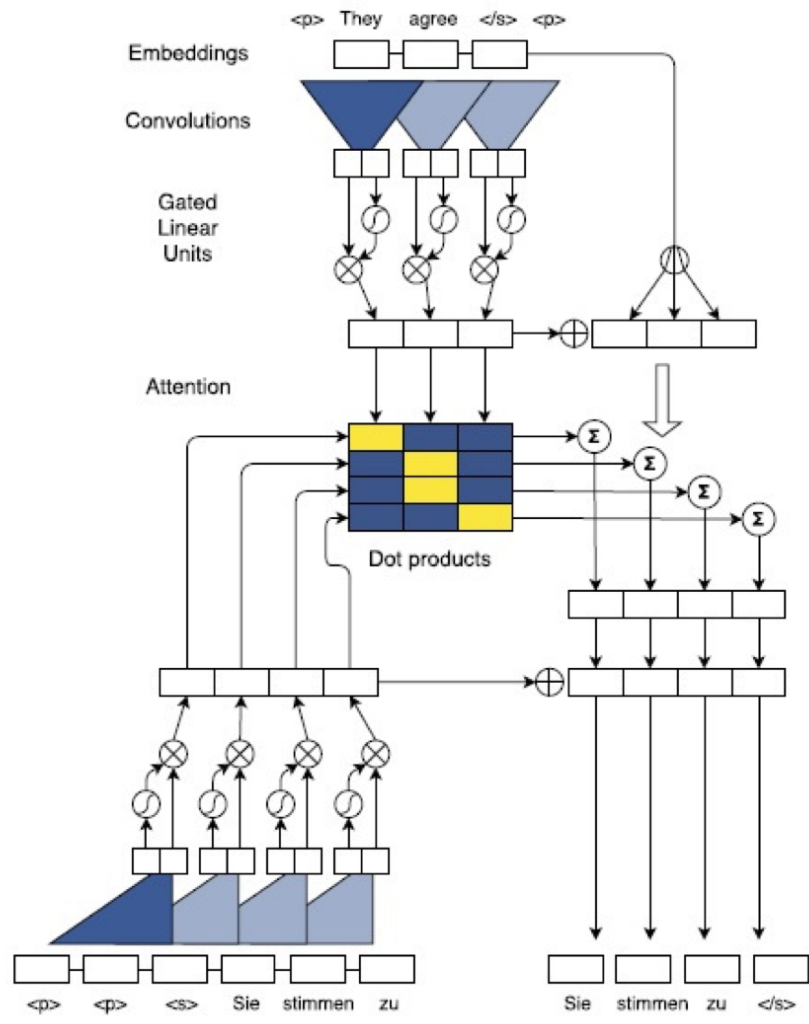 <p> They agree </s> <p>
Embeddings
Convolutions
Gated
Linear
Units
Attention
Σ
Σ
Σ
Σ
Dot products
<p> <p> <s> Sie stimmen zu
Sie stimmen zu </s>